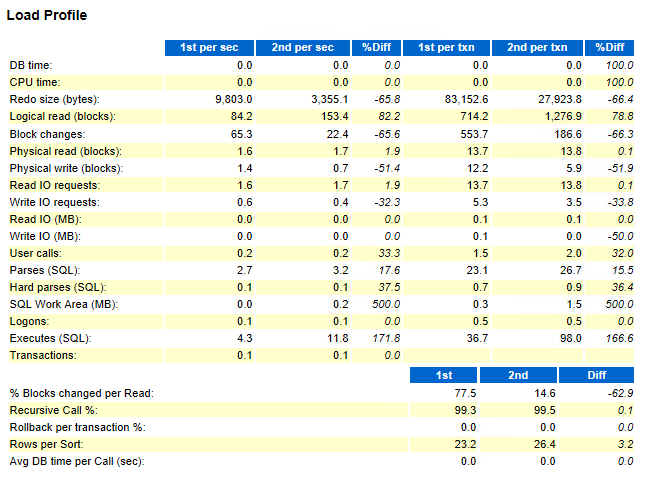 Load Profile
1st per sec 2nd per sec %Diff 1st per txn 2nd per txn %Diff
DB time: 0.0 0.0 0.0 0.0 0.0 100.0
CPU time: 0.0 0.0 0.0 0.0 0.0 100.0
Redo size (bytes): 9,803.0 3,355.1 -65.8 83,152.6 27,923.8 -66.4
Logical read (blocks): 84.2 153.4 82.2 714.2 1,276.9 78.8
Block changes: 65.3 22.4 -65.6 553.7 186.6 -66.3
Physical read (blocks): 1.6 1.7 1.9 13.7 13.8 0.1
Physical write (blocks): 1.4 0.7 -51.4 12.2 5.9 -51.9
Read IO requests: 1.6 1.7 1.9 13.7 13.8 0.1
Write IO requests: 0.6 0.4 -32.3 5.3 3.5 -33.8
Read IO (MB): 0.0 0.0 0.0 0.1 0.1 0.0
Write IO (MB): 0.0 0.0 0.0 0.1 0.0 -50.0
User calls: 0.2 0.2 33.3 1.5 2.0 32.0
Parses (SQL): 2.7 3.2 17.6 23.1 26.7 15.5
Hard parses (SQL): 0.1 0.1 37.5 0.7 0.9 36.4
SQL Work Area (MB): 0.0 0.2 500.0 0.3 1.5 500.0
Logons: 0.1 0.1 0.0 0.5 0.5 0.0
Executes (SQL): 4.3 11.8 171.8 36.7 98.0 166.6
Transactions: 0.1 0.1 0.0
1st 2nd Diff
% Blocks changed per Read: 77.5 14.6 -62.9
Recursive Call %: 99.3 99.5 0.1
Rollback per transaction %: 0.0 0.0 0.0
Rows per Sort: 23.2 26.4 3.2
Avg DB time per Call (sec): 0.0 0.0 0.0